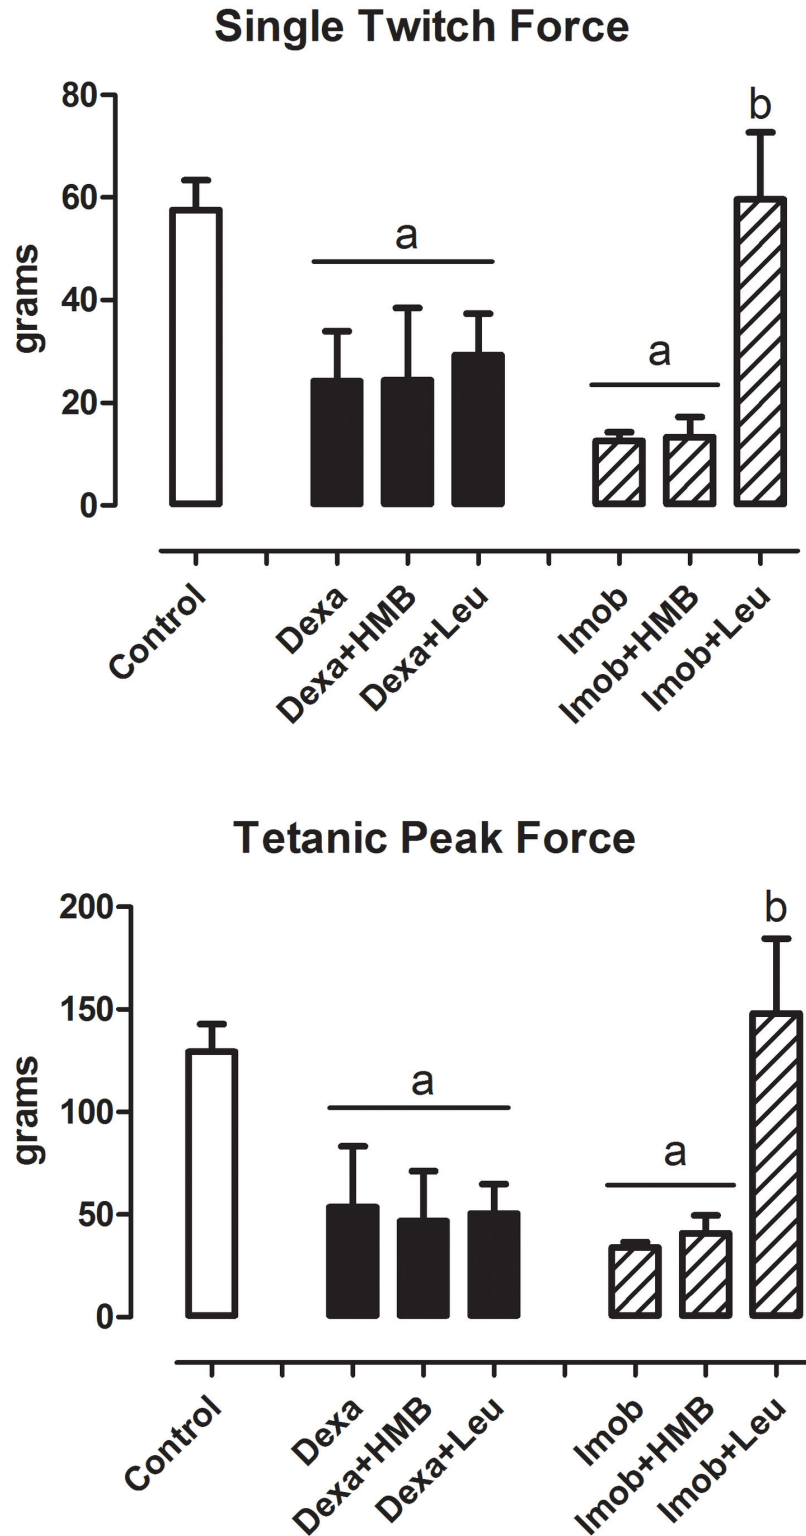 Single Twitch Force
80
60
40
20
0
grams
a
a
b
Control
Dexa
Dexa+HMB
Dexa+Leu
Imob
Imob+HMB
Imob+Leu
Tetanic Peak Force
200
150
100
50
0
grams
a
a
b
Control
Dexa
Dexa+HMB
Dexa+Leu
Imob
Imob+HMB
Imob+Leu